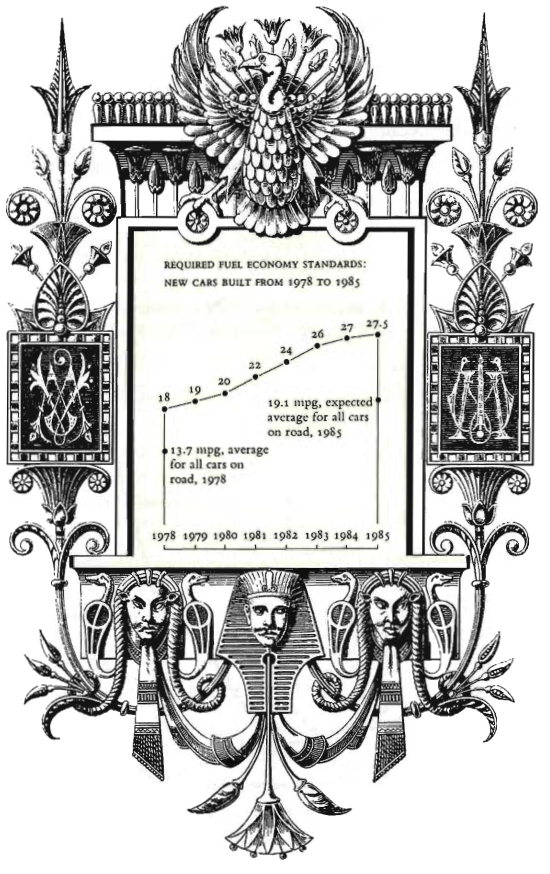 REQUIRED FUEL ECONOMY STANDARDS:
NEW CARS BUILT FROM 1978 TO 1985
18 19 20 22 24 26 27 27.5
19.1 mpg, expected
average for all cars
on road, 1985
13.7 mpg, average
for all cars on
road, 1978
1978 1979 1980 1981 1982 1983 1984 1985